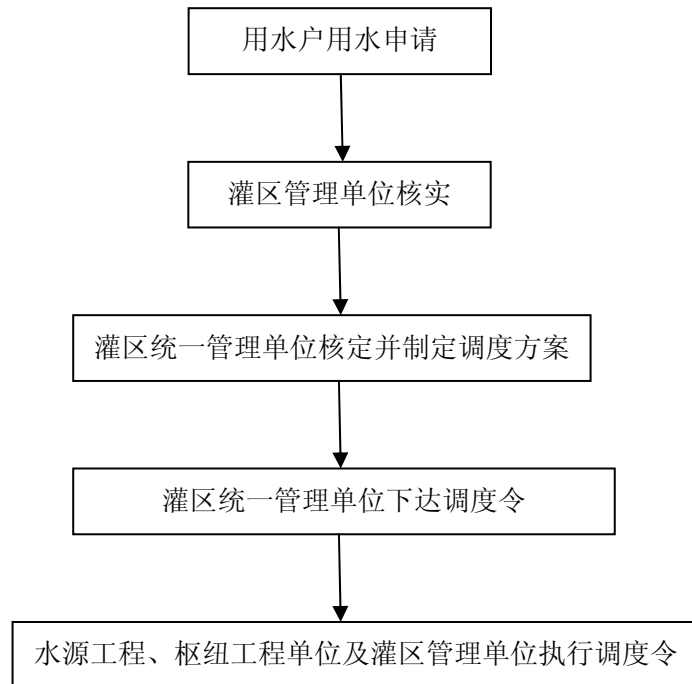 用水户用水申请
灌区管理单位核实
灌区统一管理单位核定并制定调度方案
灌区统一管理单位下达调度令
水源工程、枢纽工程单位及灌区管理单位执行调度令